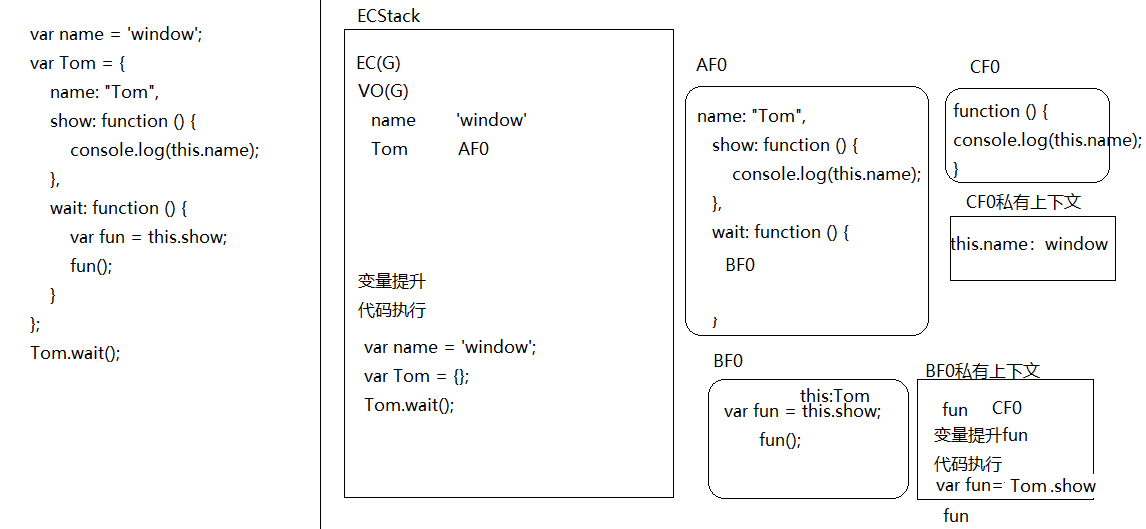 var name = 'window';
var Tom = {
name: "Tom",
show: function () {
console.log(this.name);
},
wait: function () {
var fun = this.show;
fun();
}
};
Tom.wait();
ECStack
EC(G)
VO(G)
name 'window'
Tom AF0
变量提升
代码执行
var name = 'window';
var Tom = {};
Tom.wait();
AF0
name: "Tom",
show: function () {
console.log(this.name);
},
wait: function () {
BF0
}
CF0
function () {
console.log(this.name);
}
CF0私有上下文
this.name：window
BF0
this:Tom
var fun = this.show;
fun();
BF0私有上下文
fun CF0
变量提升fun
代码执行
var fun= Tom .show
fun